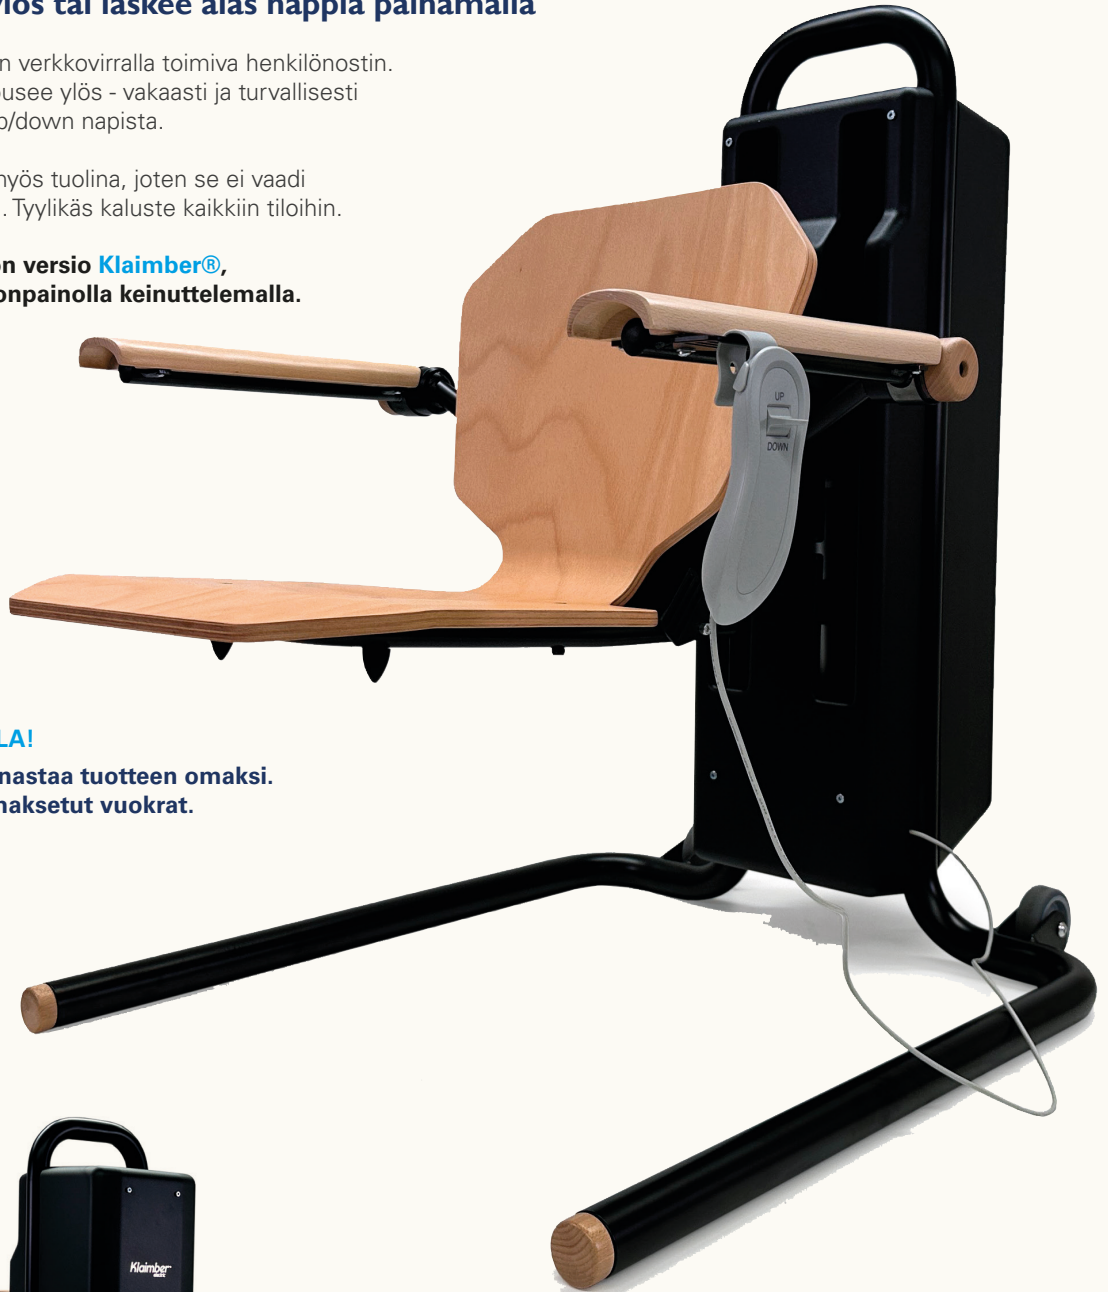 ylös tai laskee alas nappia painamalla
n verkkovirralla toimiva henkilönostin.
ousee ylös - vakaasti ja turvallisesti
p/down napista.
nyös tuolina, joten se ei vaadi
. Tyylikäs kaluste kaikkiin tiloihin.
on versio Klaimber®,
onpainolla keinuttelemalla.
UP
DOWN
LA!
nastaa tuotteen omaksi.
maksetut vuokrat.
Klaimber